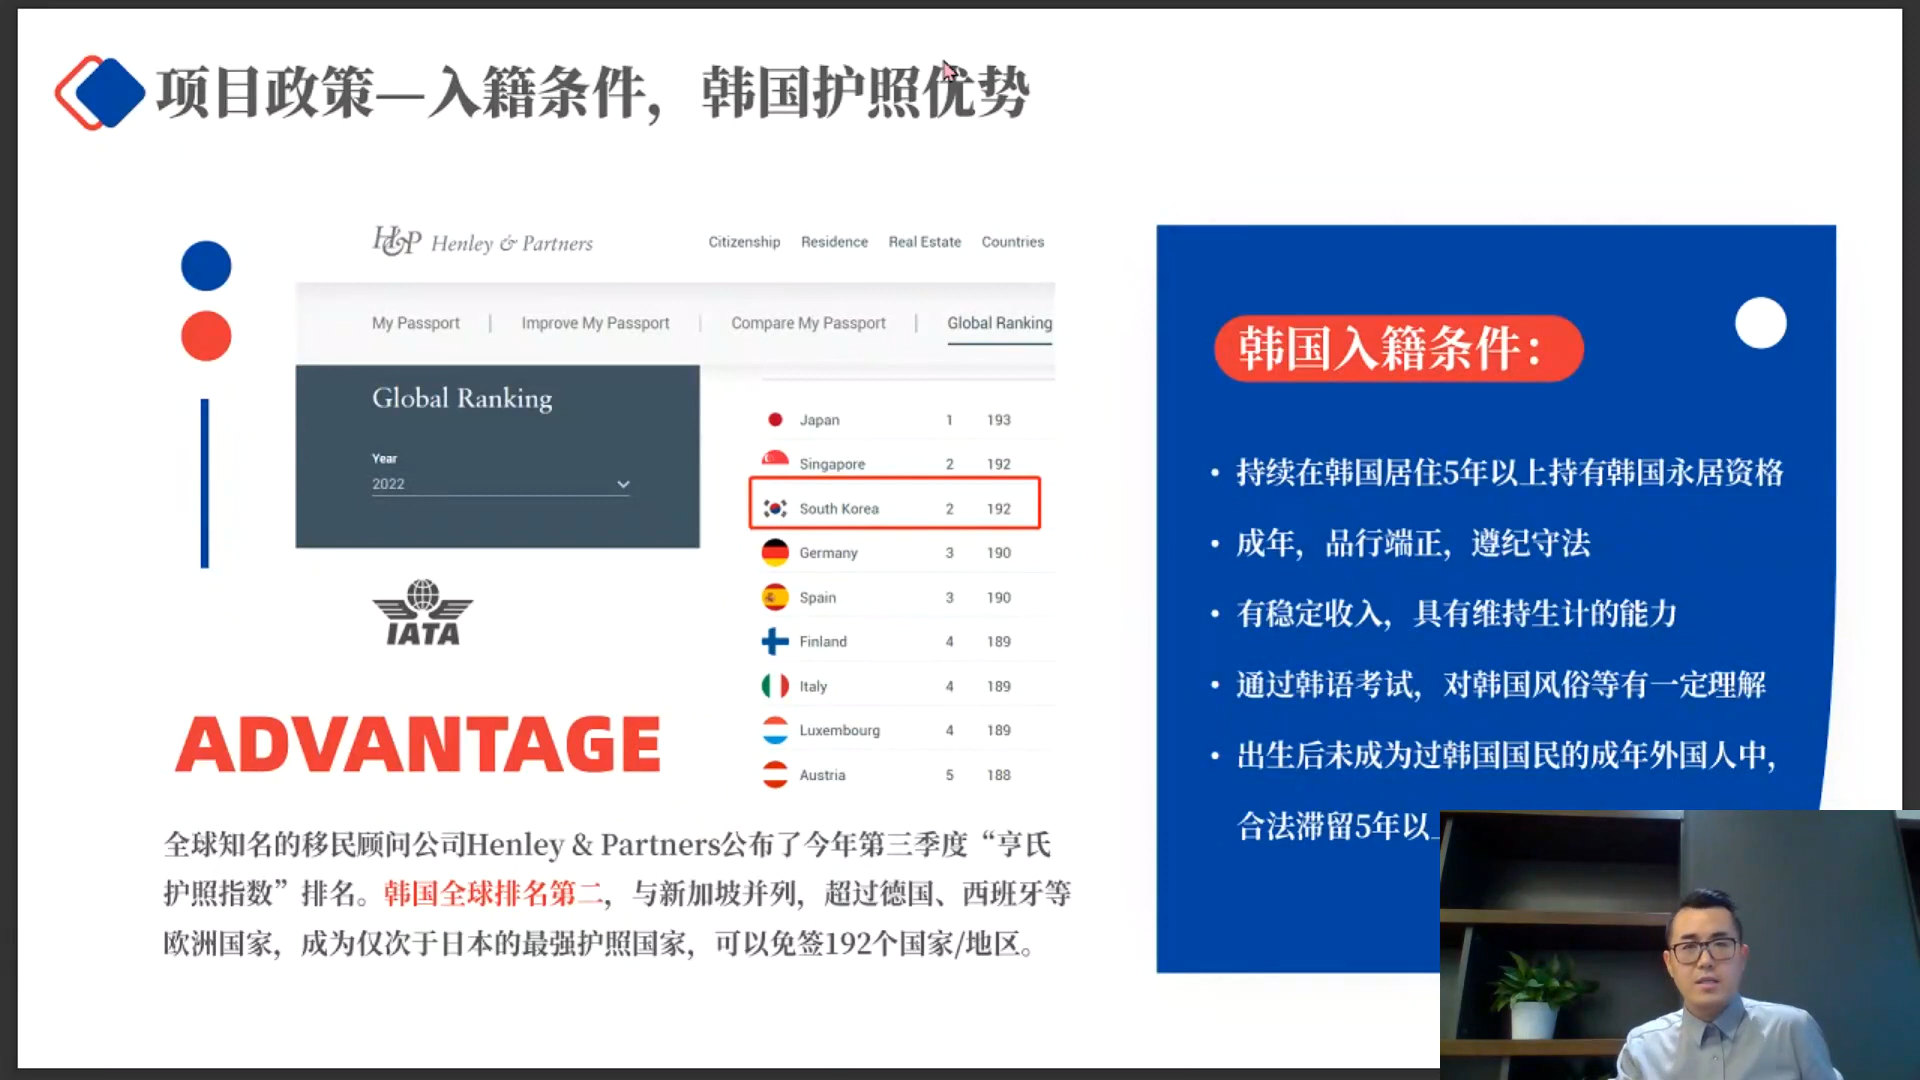 项目政策—入籍条件，韩国护照优势
H&P Henley & Partners
Citizenship Residence Real Estate Countries
My Passport | Improve My Passport | Compare My Passport | Global Ranking
Global Ranking
Year
2022
Japan 1 193
Singapore 2 192
South Korea 2 192
Germany 3 190
Spain 3 190
Finland 4 189
Italy 4 189
Luxembourg 4 189
Austria 5 188
IATA
ADVANTAGE
全球知名的移民顾问公司Henley & Partners公布了今年第三季度“亨氏
护照指数”排名。韩国全球排名第二，与新加坡并列，超过德国、西班牙等
欧洲国家，成为仅次于日本的最强护照国家，可以免签192个国家/地区。
韩国入籍条件：
• 持续在韩国居住5年以上持有韩国永居资格
• 成年，品行端正，遵纪守法
• 有稳定收入，具有维持生计的能力
• 通过韩语考试，对韩国风俗等有一定理解
• 出生后未成为过韩国国民的成年外国人中，
合法滞留5年以